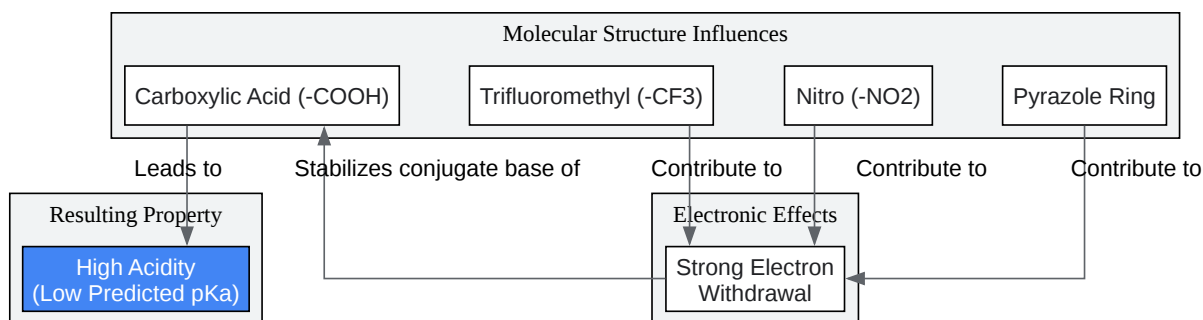 Molecular Structure Influences
Carboxylic Acid (-COOH)
Trifluoromethyl (-CF3)
Nitro (-NO2)
Pyrazole Ring
Leads to
Stabilizes conjugate base of
Contribute to
Contribute to
Contribute to
Resulting Property
High Acidity
(Low Predicted pKa)
Electronic Effects
Strong Electron
Withdrawal